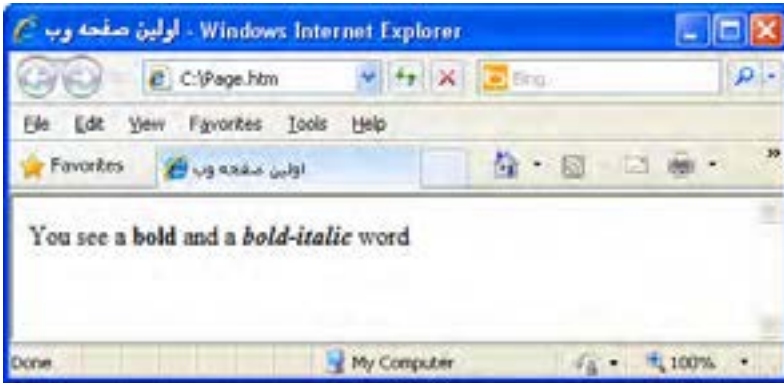 اولین صفحه وب - Windows Internet Explorer
C:\Page.htm Bing
File Edit View Favorites Tools Help
Favorites اولین صفحه وب
You see a bold and a bold-italic word
Done My Computer 100%